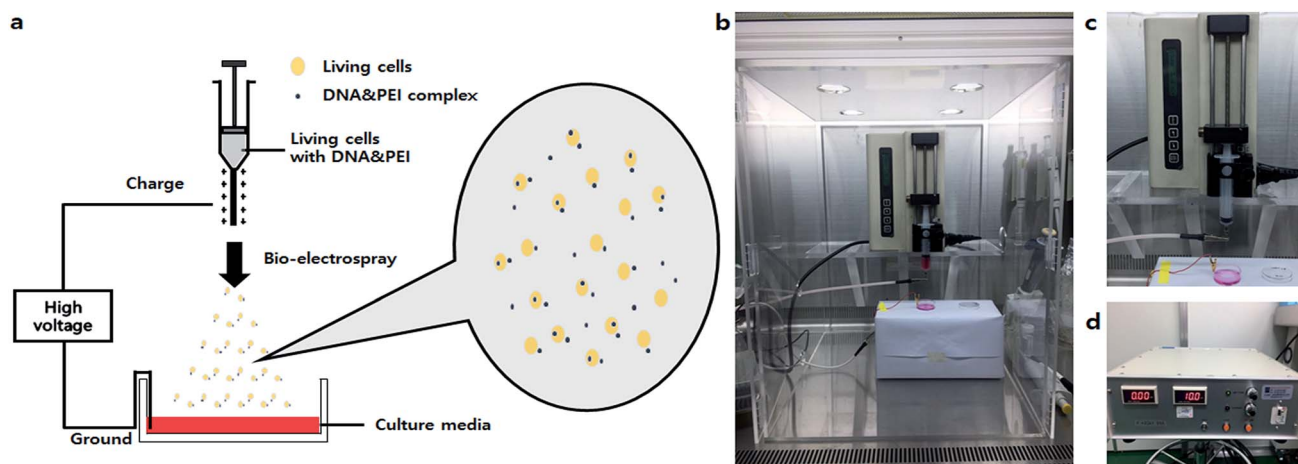 a
Living cells
DNA&PEI complex
Living cells
with DNA&PEI
Charge
Bio-electrospray
High
voltage
Culture media
Ground
b
c
d
0.00
10.0